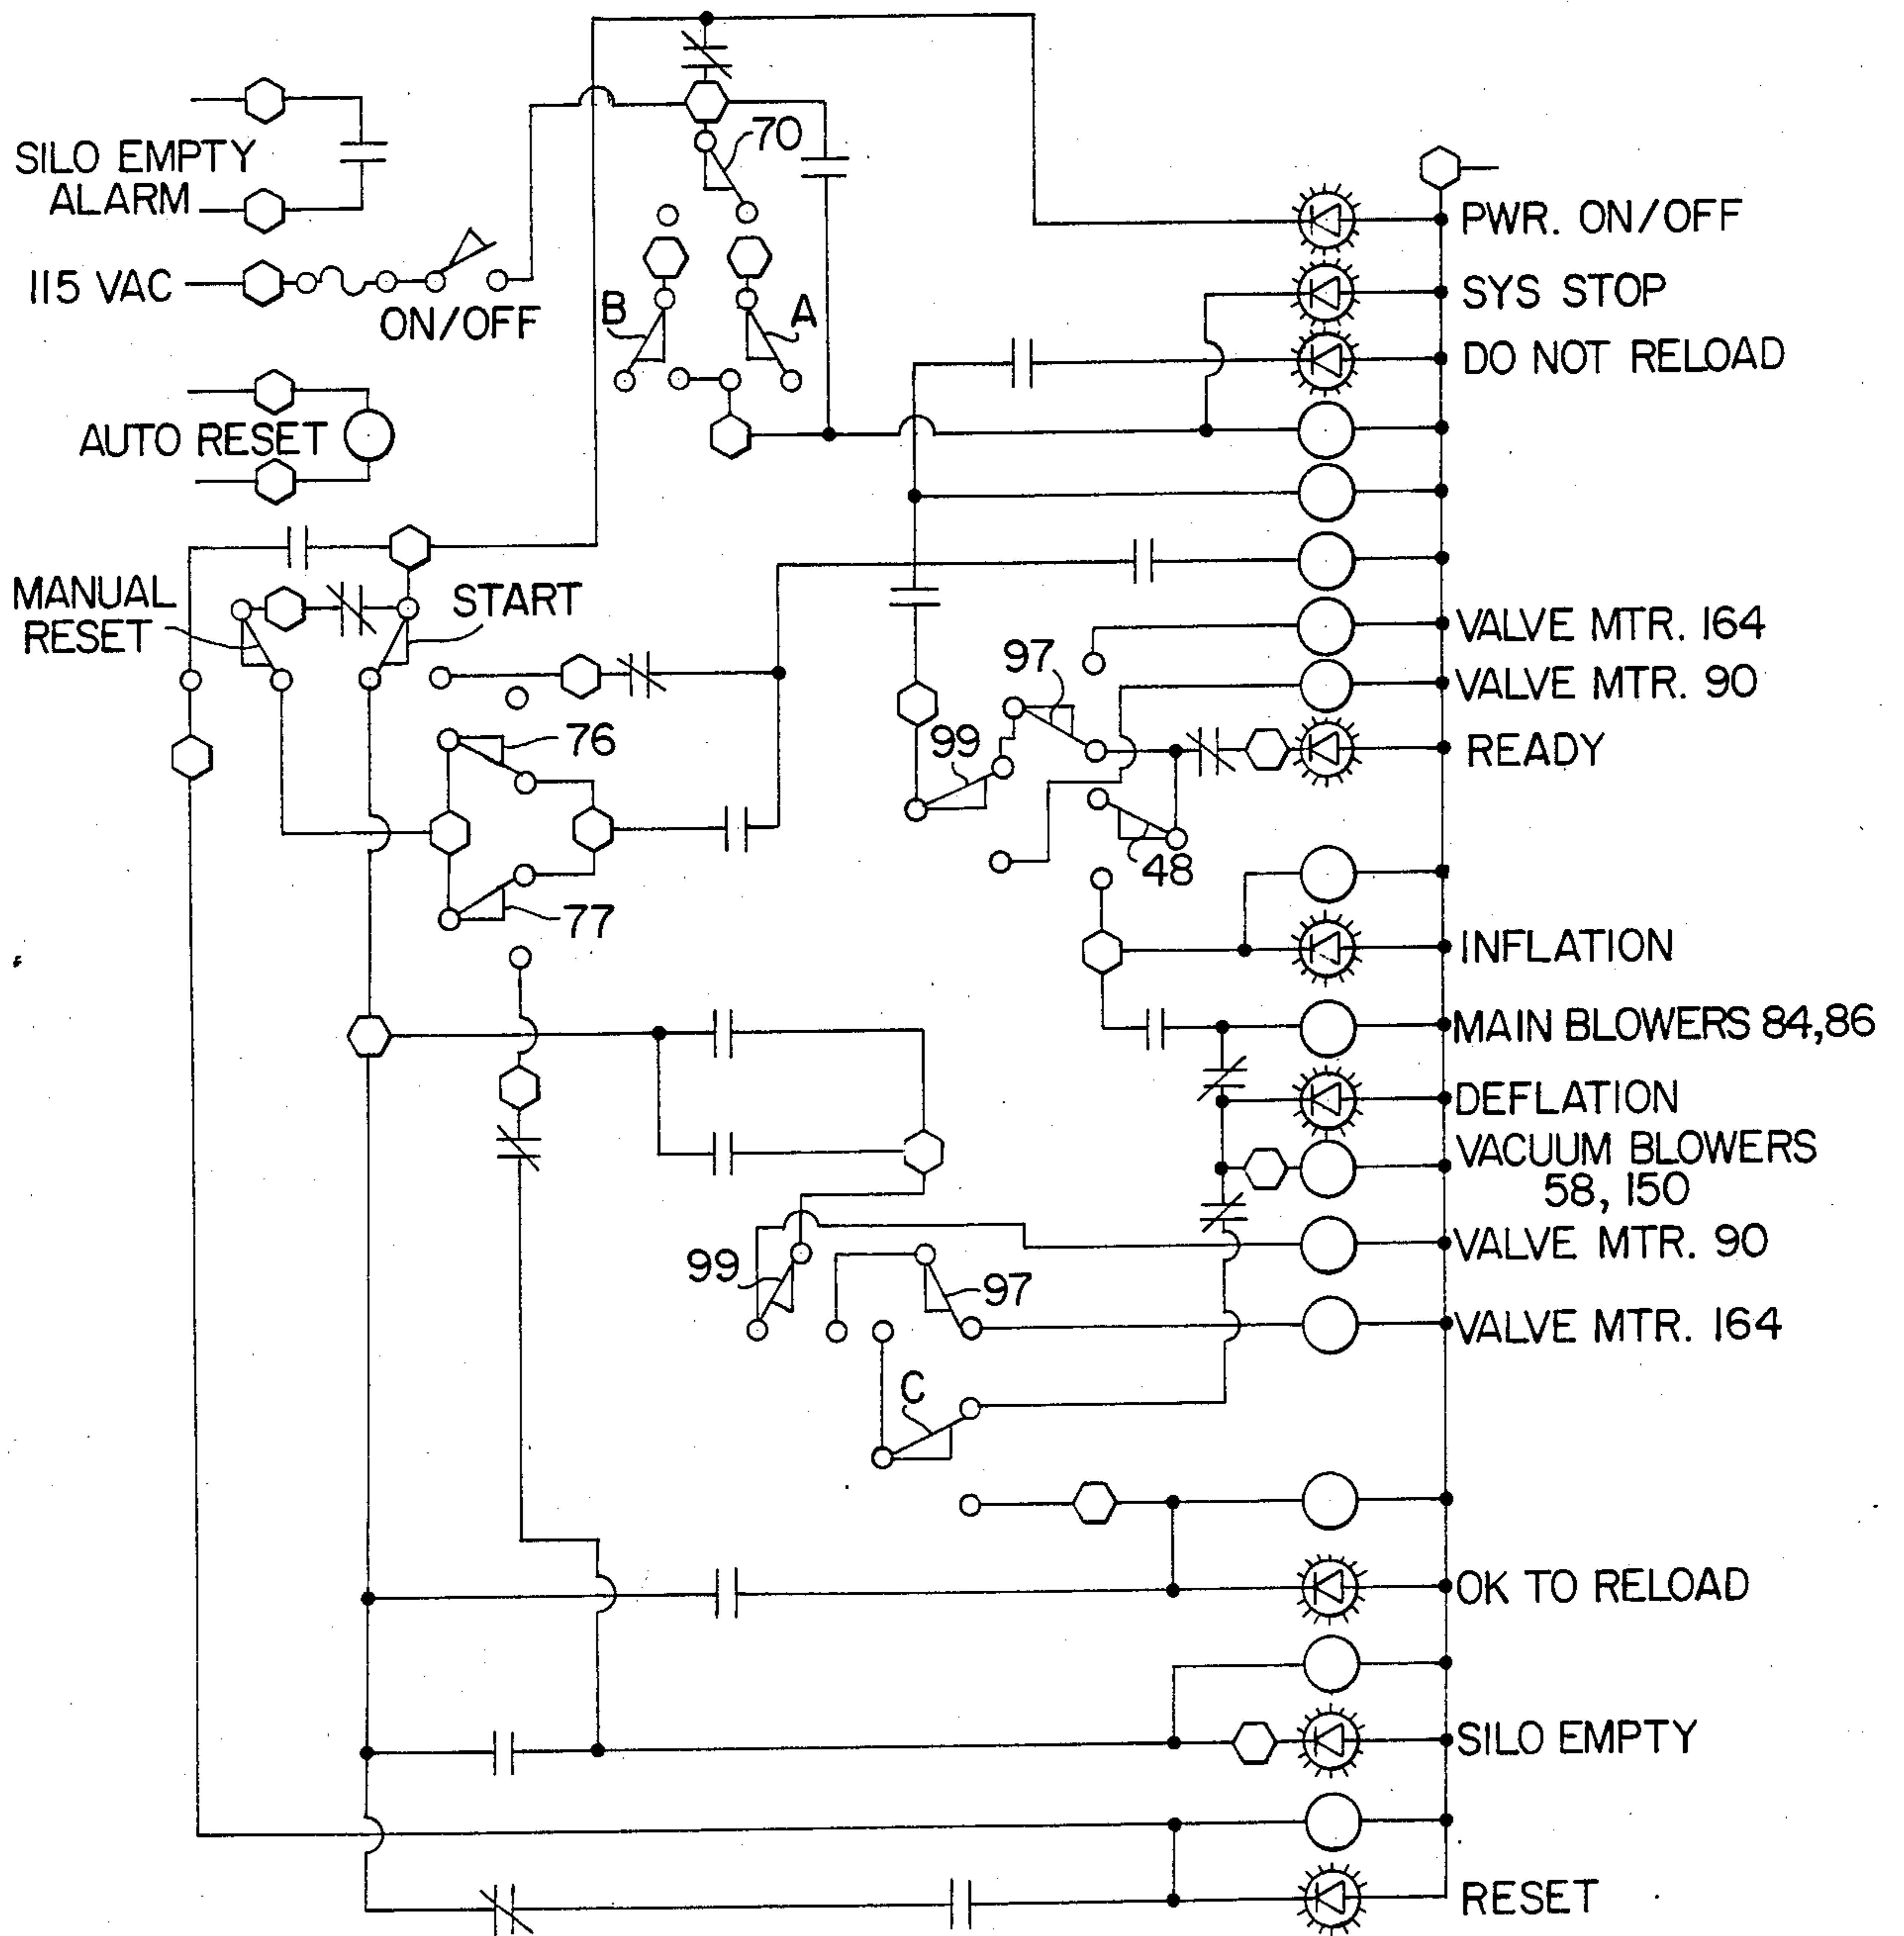 70
SILO EMPTY
ALARM
PWR. ON/OFF
115 VAC
SYS STOP
B
A
ON/OFF
DO NOT RELOAD
AUTO RESET
MANUAL
RESET
START
VALVE MTR. 164
97
VALVE MTR. 90
76
99
READY
48
77
INFLATION
MAIN BLOWERS 84,86
DEFLATION
VACUUM BLOWERS
58, 150
VALVE MTR. 90
99
97
VALVE MTR. 164
C
OK TO RELOAD
SILO EMPTY
RESET